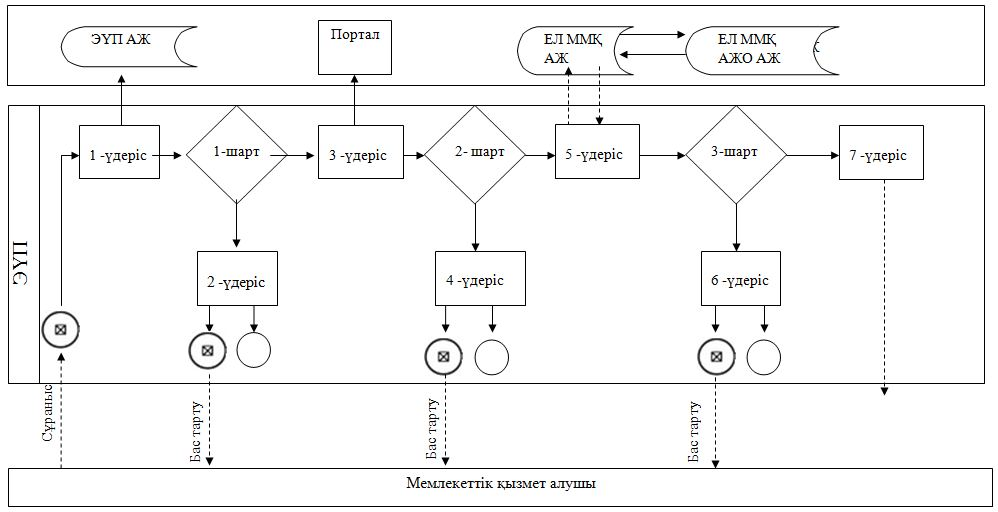 ЭҮП АЖ
Портал
ЕЛ ММҚ
АЖ
ЕЛ ММҚ
АЖО АЖ
ЭҮП
1 -үдеріс
1-шарт
3 -үдеріс
2- шарт
5 -үдеріс
3-шарт
7 -үдеріс
2 -үдеріс
4 -үдеріс
6 -үдеріс
Сұраныс
Бас тарту
Бас тарту
Бас тарту
Мемлекеттік қызмет алушы